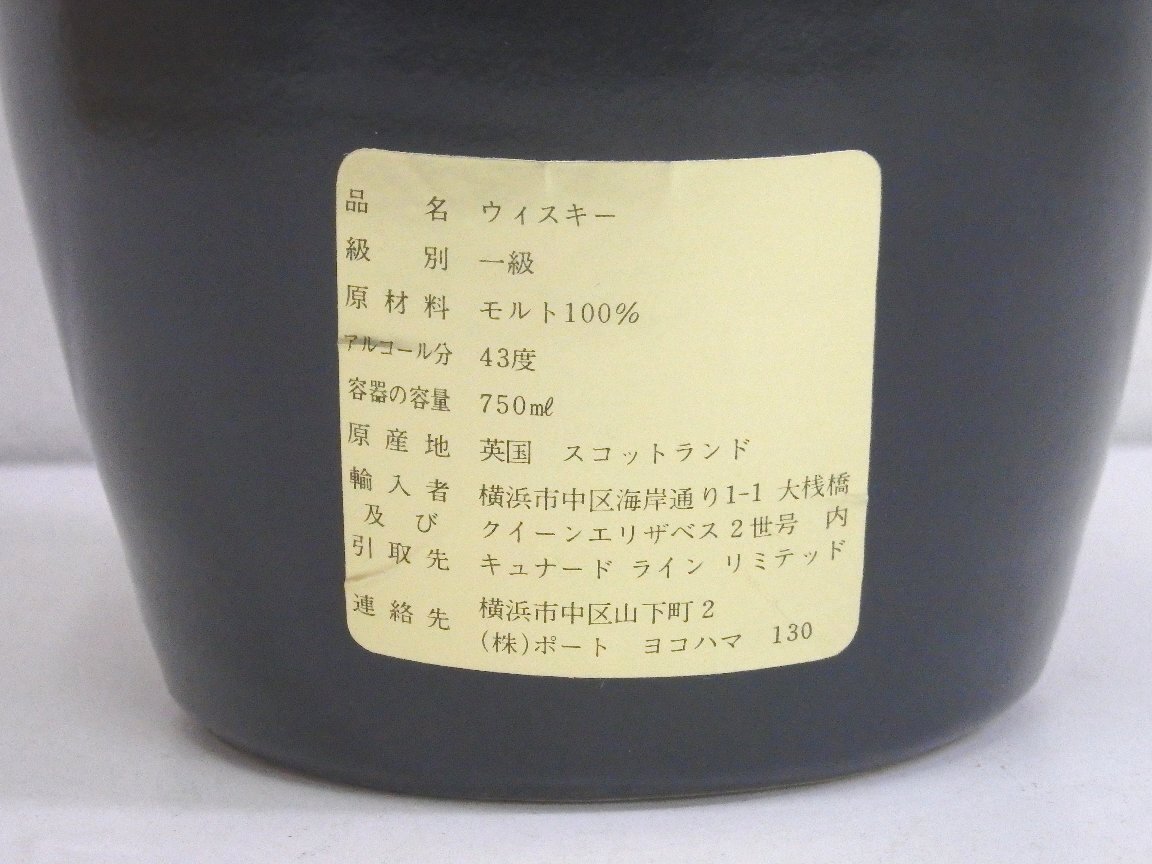 品名 ウィスキー
級別 一級
原材料 モルト100%
アルコール分 43度
容器の容量 750㎖
原産地 英国 スコットランド
輸入者 横浜市中区海岸通り1-1 大桟橋
及び クイーンエリザベス2世号 内
引取先 キュナード ライン リミテッド
連絡先 横浜市中区山下町2
(株)ポート ヨコハマ 130